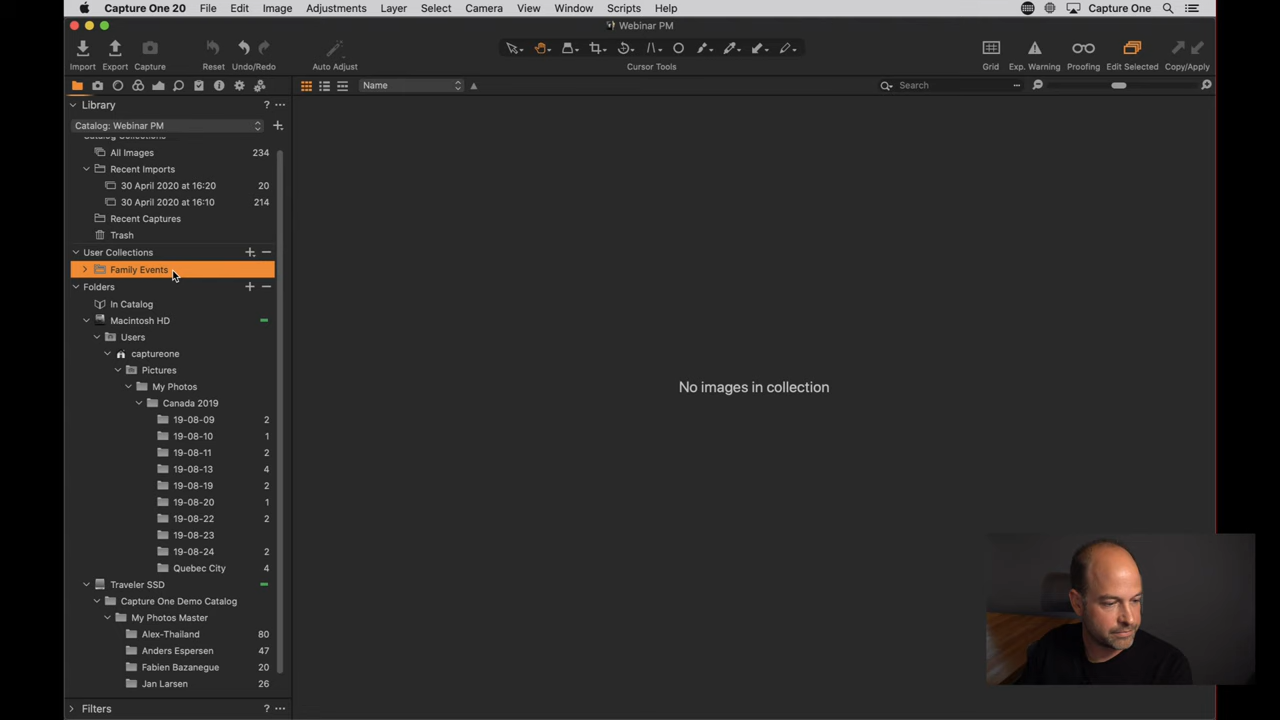 Capture One 20 File Edit Image Adjustments Layer Select Camera View Window Scripts Help Capture One
Webinar PM
Import Export Capture Reset Undo/Redo Auto Adjust Cursor Tools Grid Exp. Warning Proofing Edit Selected Copy/Apply
Name Search
Library ?
Catalog: Webinar PM
Catalog Collections
All Images 234
Recent Imports
30 April 2020 at 16:20 20
30 April 2020 at 16:10 214
Recent Captures
Trash
User Collections
Family Events
Folders
In Catalog
Macintosh HD
Users
captureone
Pictures
My Photos
No images in collection
Canada 2019
19-08-09 2
19-08-10 1
19-08-11 2
19-08-13 4
19-08-19 2
19-08-20 1
19-08-22 2
19-08-23
19-08-24 2
Quebec City 4
Traveler SSD
Capture One Demo Catalog
My Photos Master
Alex-Thailand 80
Anders Espersen 47
Fabien Bazanegue 20
Jan Larsen 26
Filters ?